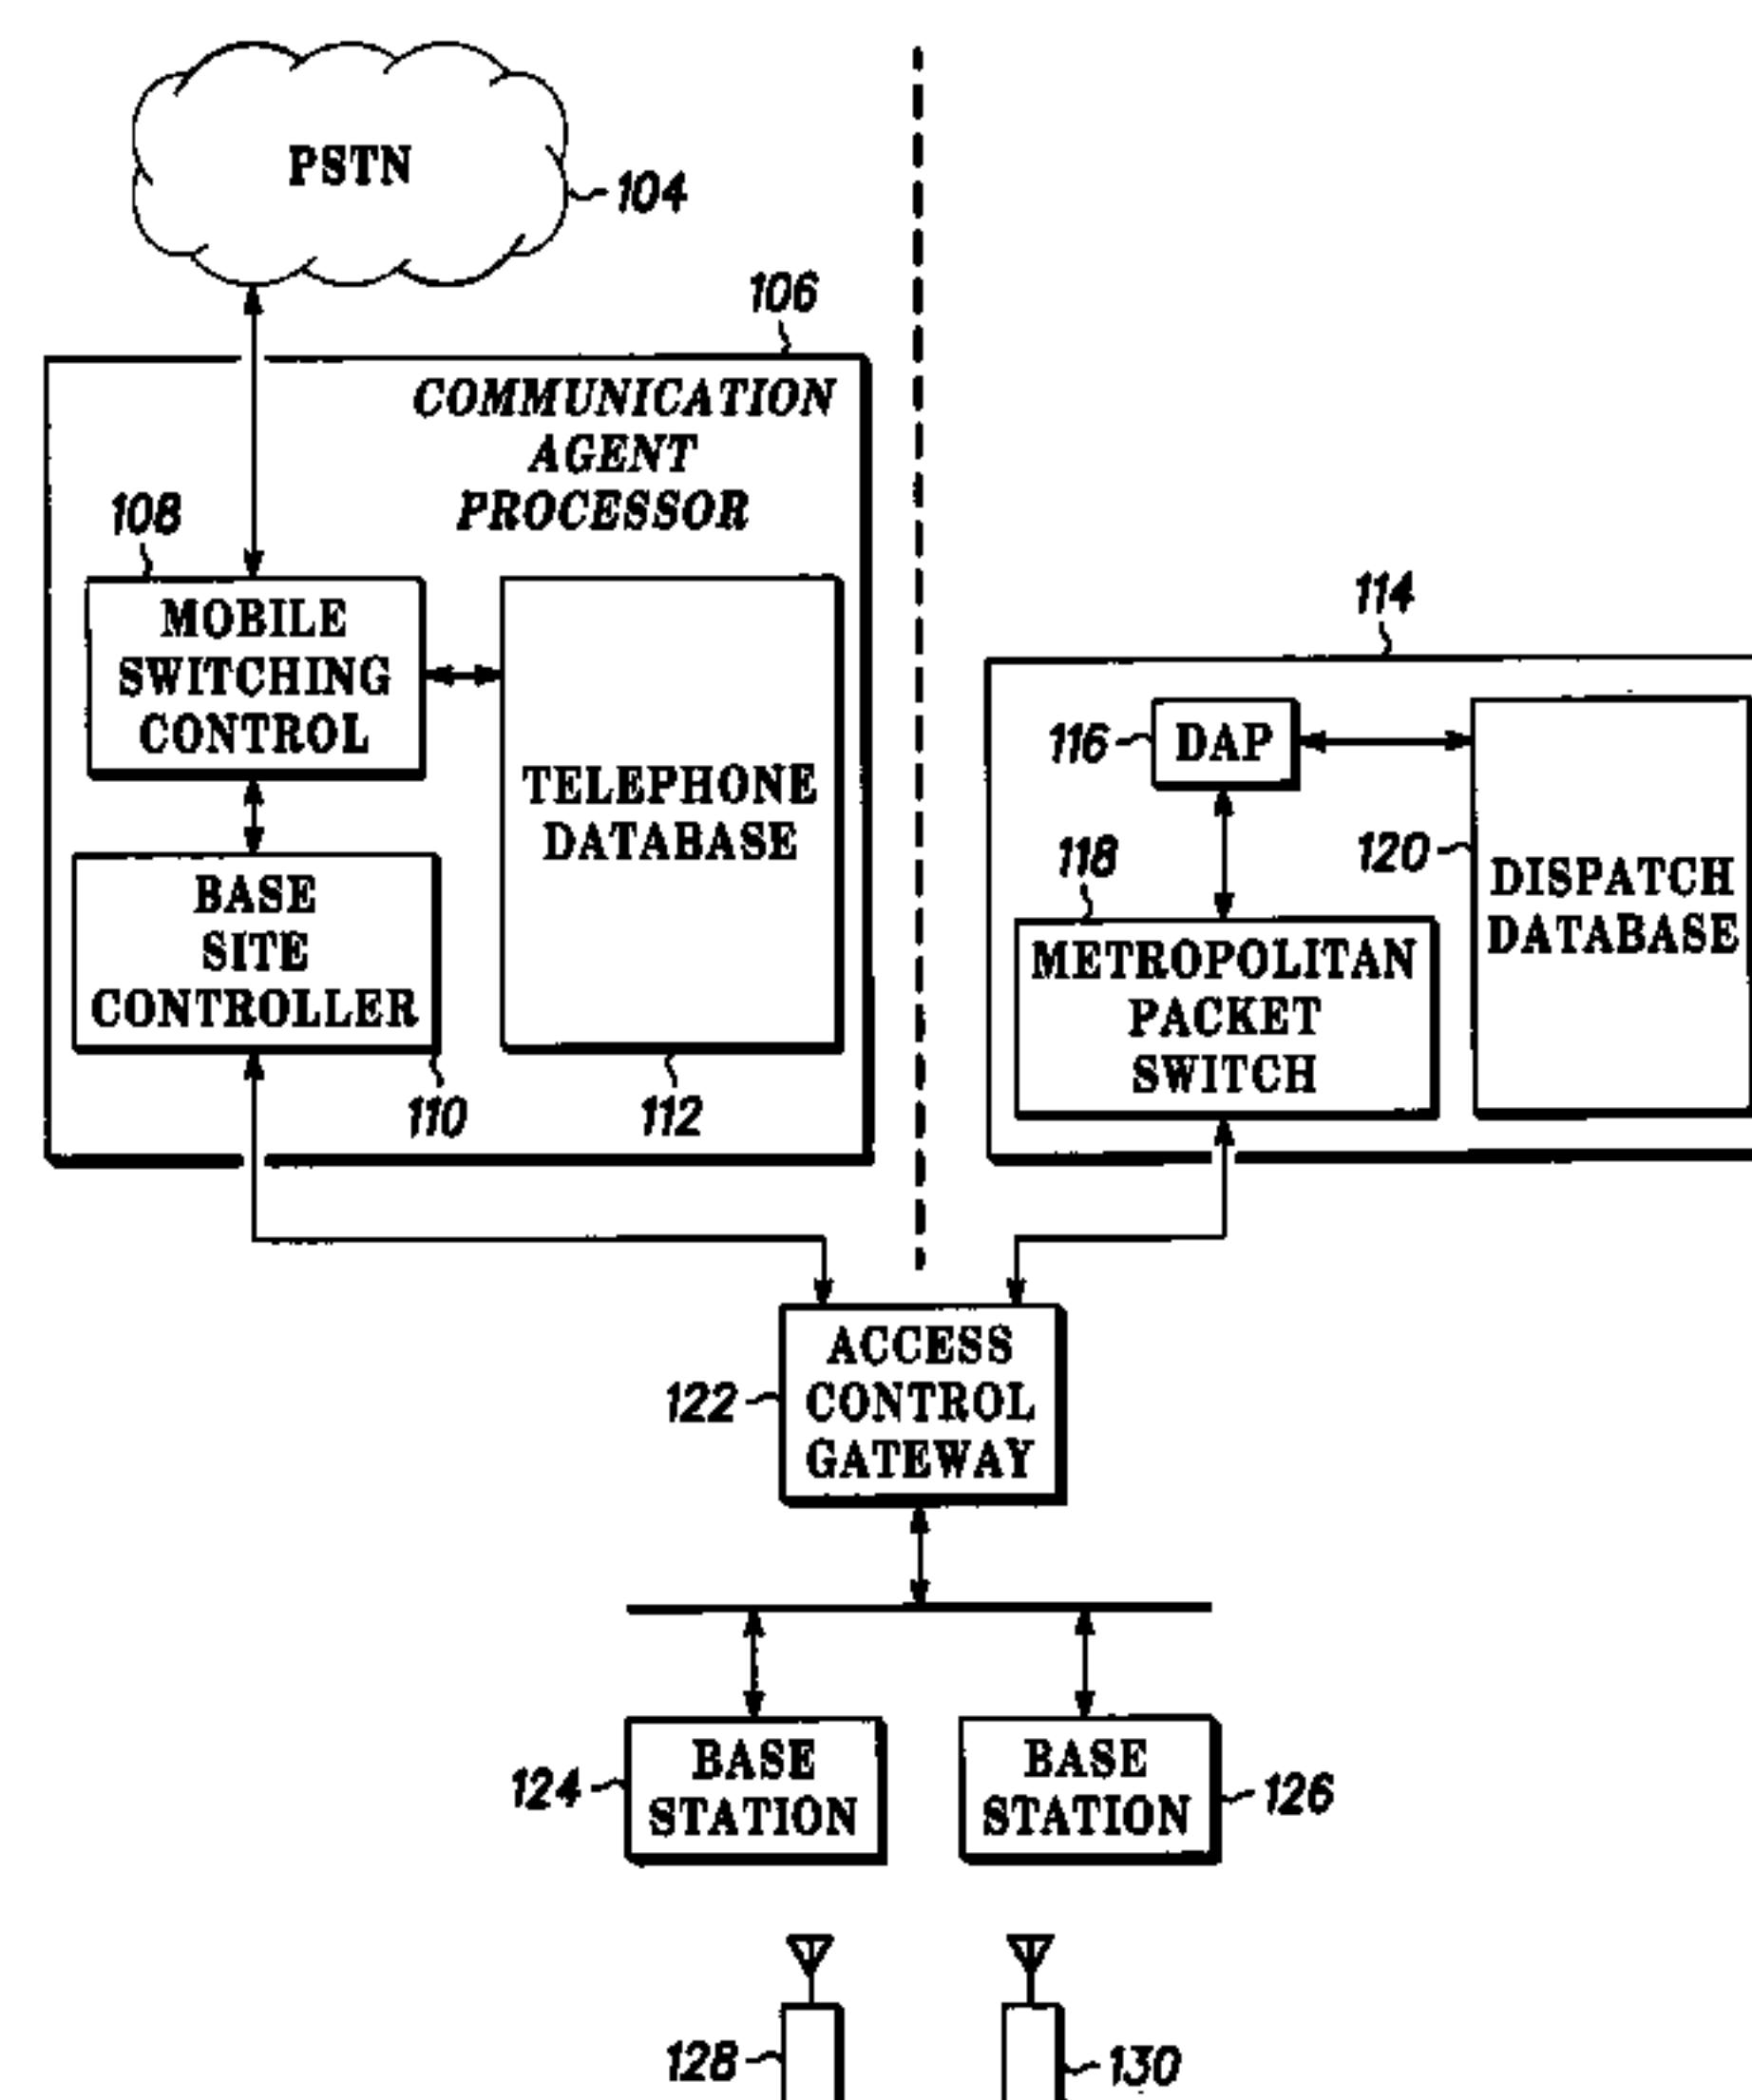 PSTN
104
106
COMMUNICATION
AGENT
PROCESSOR
108
MOBILE
SWITCHING
CONTROL
TELEPHONE
DATABASE
BASE
SITE
CONTROLLER
110
112
114
116
DAP
118
120
DISPATCH
DATABASE
METROPOLITAN
PACKET
SWITCH
ACCESS
CONTROL
GATEWAY
122
124
BASE
STATION
BASE
STATION
126
128
130